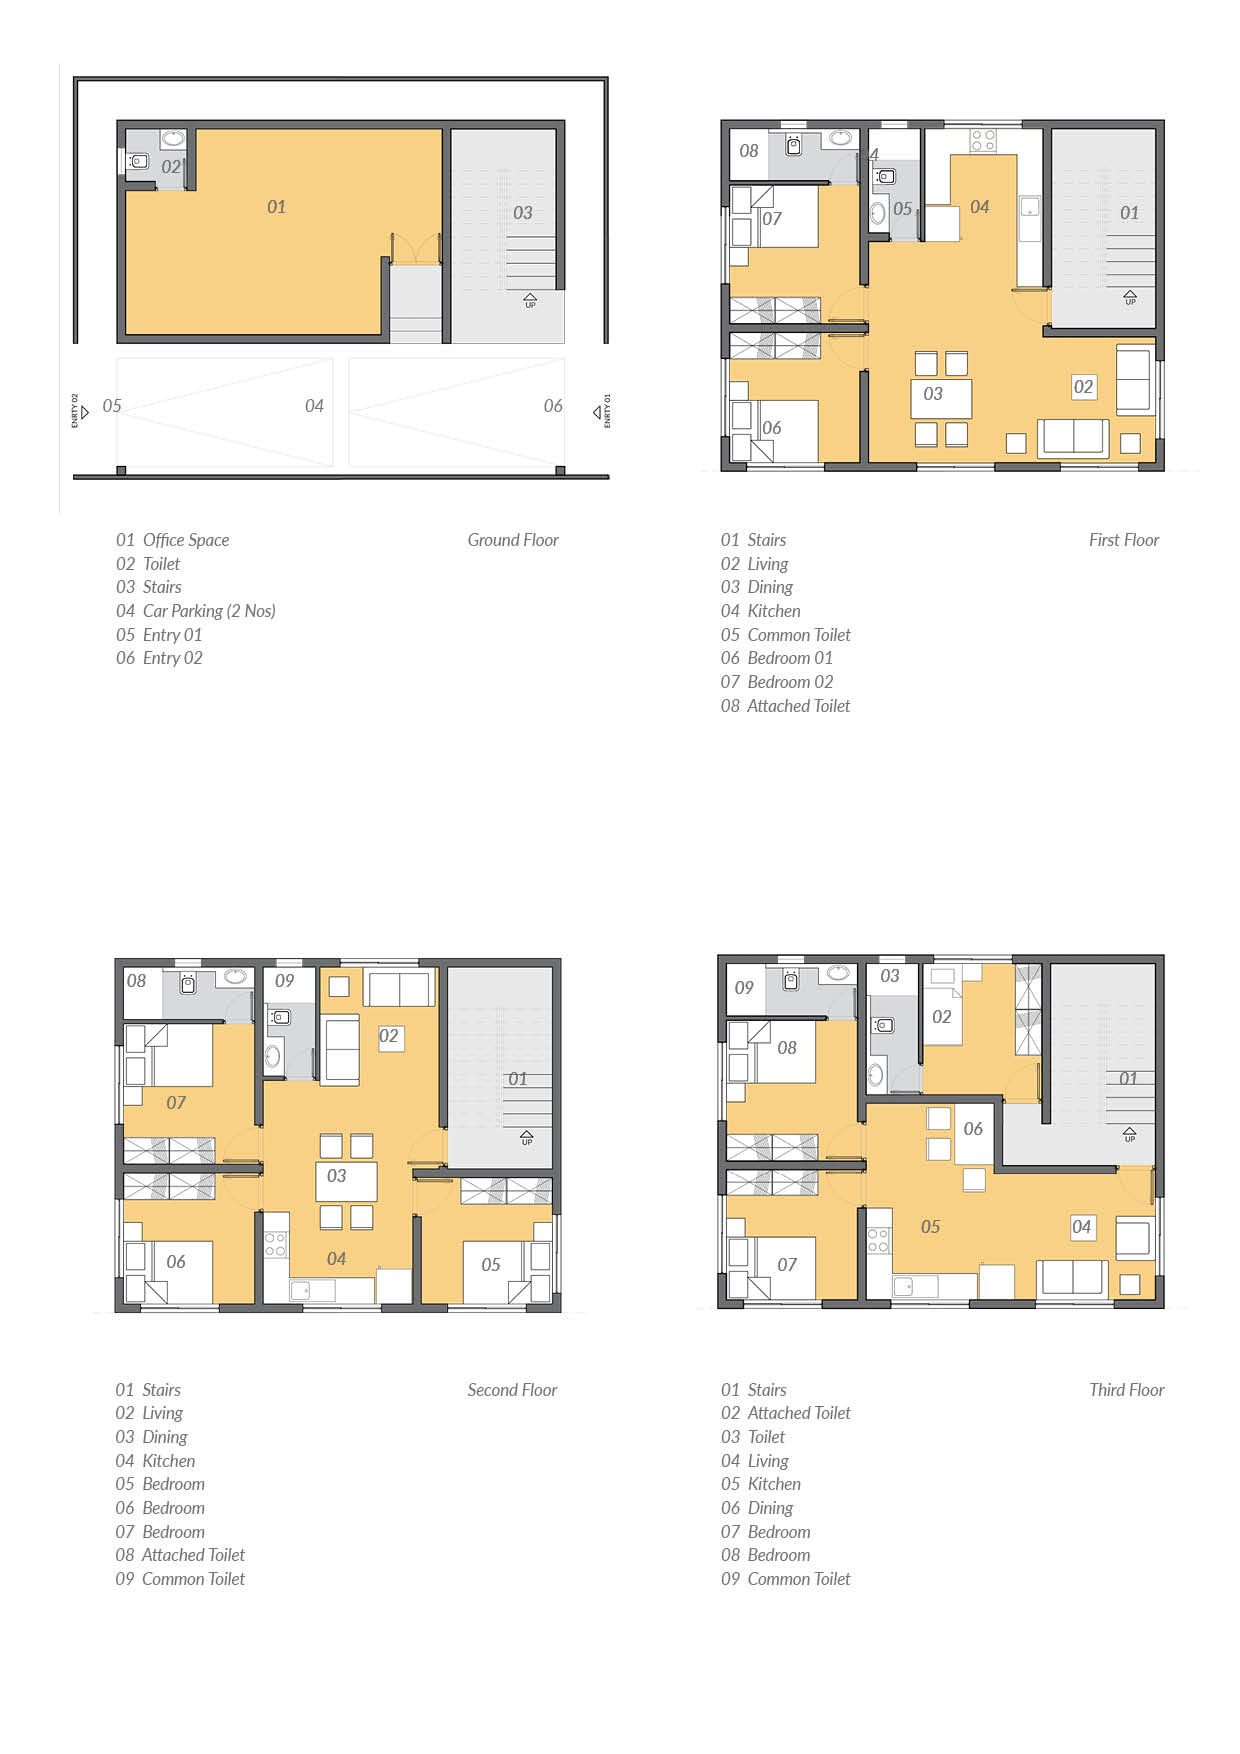 02
01
03
UP
ENRTY 02
05
04
06
ENRTY 01
01 Office Space
02 Toilet
03 Stairs
04 Car Parking (2 Nos)
05 Entry 01
06 Entry 02
Ground Floor
08
4
05
04
07
01
UP
03
02
06
01 Stairs
02 Living
03 Dining
04 Kitchen
05 Common Toilet
06 Bedroom 01
07 Bedroom 02
08 Attached Toilet
First Floor
08
09
02
01
07
UP
03
06
04
05
01 Stairs
02 Living
03 Dining
04 Kitchen
05 Bedroom
06 Bedroom
07 Bedroom
08 Attached Toilet
09 Common Toilet
Second Floor
09
03
02
08
01
06
UP
05
04
07
01 Stairs
02 Attached Toilet
03 Toilet
04 Living
05 Kitchen
06 Dining
07 Bedroom
08 Bedroom
09 Common Toilet
Third Floor